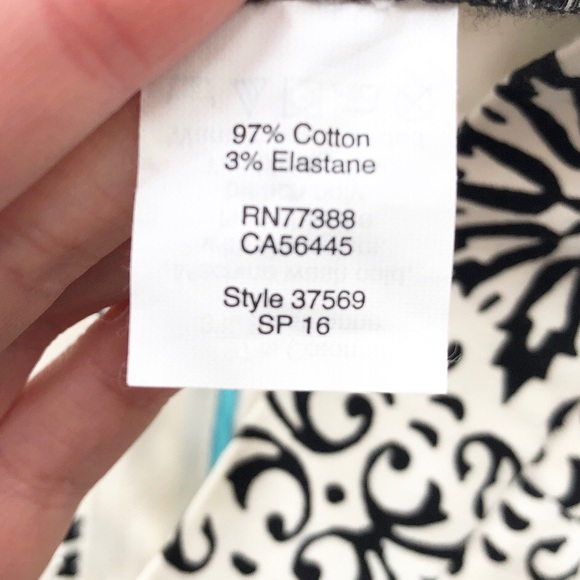 97% Cotton
3% Elastane
RN77388
CA56445
Style 37569
SP 16